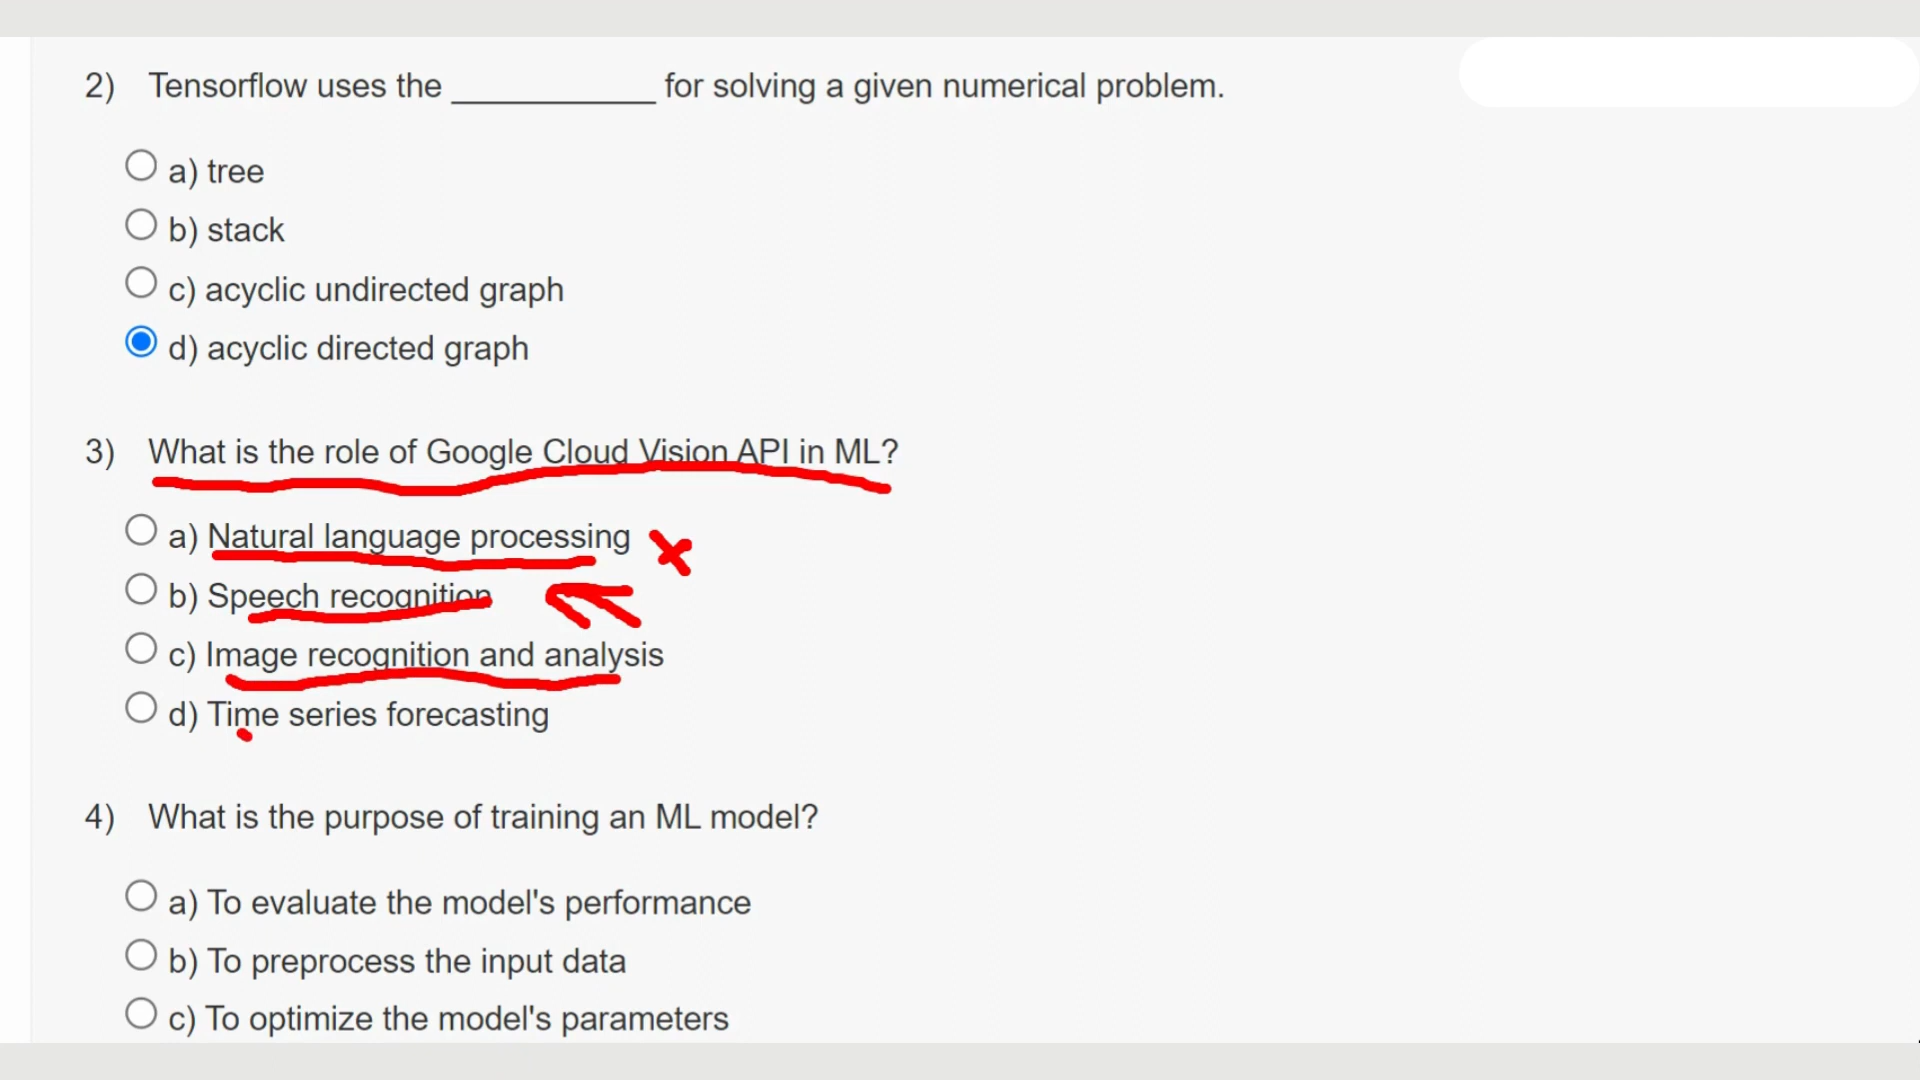 2) Tensorflow uses the ___________ for solving a given numerical problem.
a) tree
b) stack
c) acyclic undirected graph
d) acyclic directed graph
3) What is the role of Google Cloud Vision API in ML?
a) Natural language processing
b) Speech recognition
c) Image recognition and analysis
d) Time series forecasting
4) What is the purpose of training an ML model?
a) To evaluate the model's performance
b) To preprocess the input data
c) To optimize the model's parameters